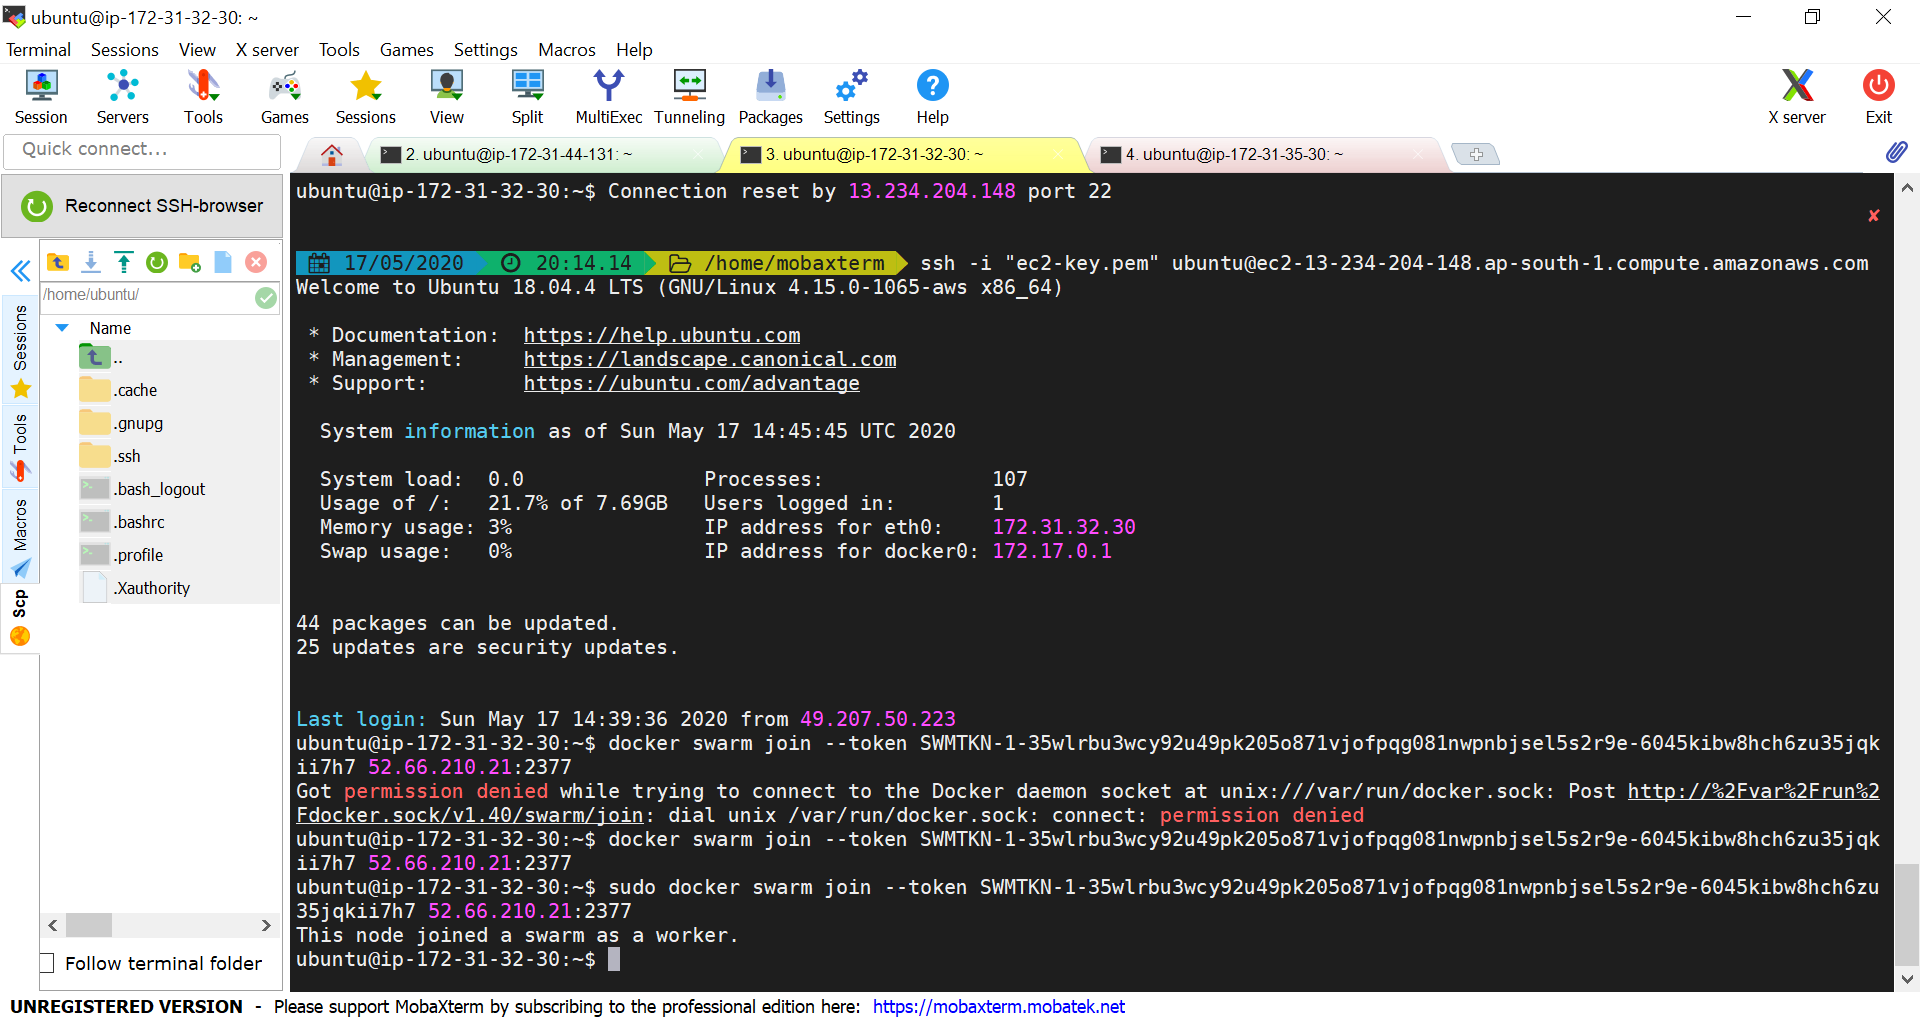 ubuntu@ip-172-31-32-30: ~
Terminal Sessions View X server Tools Games Settings Macros Help
Session Servers Tools Games Sessions View Split MultiExec Tunneling Packages Settings Help X server Exit
Quick connect...
2. ubuntu@ip-172-31-44-131: ~
3. ubuntu@ip-172-31-32-30: ~
4. ubuntu@ip-172-31-35-30: ~
Reconnect SSH-browser
/home/ubuntu/
Name
..
.cache
.gnupg
.ssh
.bash_logout
.bashrc
.profile
.Xauthority
Sessions
Tools
Macros
Scp
Follow terminal folder
ubuntu@ip-172-31-32-30:~$ Connection reset by 13.234.204.148 port 22
17/05/2020 20:14.14 /home/mobaxterm ssh -i "ec2-key.pem" ubuntu@ec2-13-234-204-148.ap-south-1.compute.amazonaws.com
Welcome to Ubuntu 18.04.4 LTS (GNU/Linux 4.15.0-1065-aws x86_64)
* Documentation: https://help.ubuntu.com
* Management: https://landscape.canonical.com
* Support: https://ubuntu.com/advantage
System information as of Sun May 17 14:45:45 UTC 2020
System load: 0.0 Processes: 107
Usage of /: 21.7% of 7.69GB Users logged in: 1
Memory usage: 3% IP address for eth0: 172.31.32.30
Swap usage: 0% IP address for docker0: 172.17.0.1
44 packages can be updated.
25 updates are security updates.
Last login: Sun May 17 14:39:36 2020 from 49.207.50.223
ubuntu@ip-172-31-32-30:~$ docker swarm join --token SWMTKN-1-35wlrbu3wcy92u49pk205o871vjofpqg081nwpnbjsel5s2r9e-6045kibw8hch6zu35jqk
ii7h7 52.66.210.21:2377
Got permission denied while trying to connect to the Docker daemon socket at unix:///var/run/docker.sock: Post http://%2Fvar%2Frun%2
Fdocker.sock/v1.40/swarm/join: dial unix /var/run/docker.sock: connect: permission denied
ubuntu@ip-172-31-32-30:~$ docker swarm join --token SWMTKN-1-35wlrbu3wcy92u49pk205o871vjofpqg081nwpnbjsel5s2r9e-6045kibw8hch6zu35jqk
ii7h7 52.66.210.21:2377
ubuntu@ip-172-31-32-30:~$ sudo docker swarm join --token SWMTKN-1-35wlrbu3wcy92u49pk205o871vjofpqg081nwpnbjsel5s2r9e-6045kibw8hch6zu
35jqkii7h7 52.66.210.21:2377
This node joined a swarm as a worker.
ubuntu@ip-172-31-32-30:~$
UNREGISTERED VERSION - Please support MobaXterm by subscribing to the professional edition here: https://mobaxterm.mobatek.net